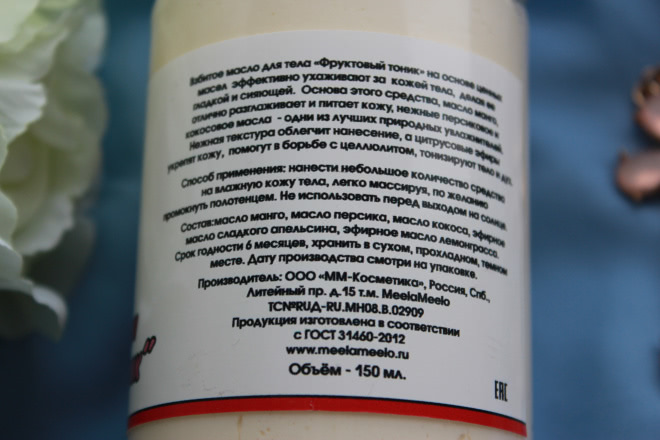 Взбитое масло для тела «Фруктовый тоник» на основе ценных
масел эффективно ухаживают за кожей тела, делая её
гладкой и сияющей. Основа этого средства, масло манго,
отлично разглаживает и питает кожу, нежные персиковое и
кокосовое масла - одни из лучших природных увлажнителей.
Нежная текстура облегчит нанесение, а цитрусовые эфиры
укрепят кожу, помогут в борьбе с целлюлитом, тонизируют тело и дух.
Способ применения: нанести небольшое количество средства
на влажную кожу тела, легко массируя, по желанию
промокнуть полотенцем. Не использовать перед выходом на солнце.
Состав:масло манго, масло персика, масло кокоса, эфирное
масло сладкого апельсина, эфирное масло лемонграсса.
Срок годности 6 месяцев, хранить в сухом, прохладном, темном
месте. Дату производства смотри на упаковке.
Производитель: ООО «ММ-Косметика», Россия, Спб.,
Литейный пр. д.15 т.м. MeelaMeelo
ТС№RUД-RU.МН08.В.02909
Продукция изготовлена в соответствии
с ГОСТ 31460-2012
www.meelameelo.ru
Объём - 150 мл.
EAC